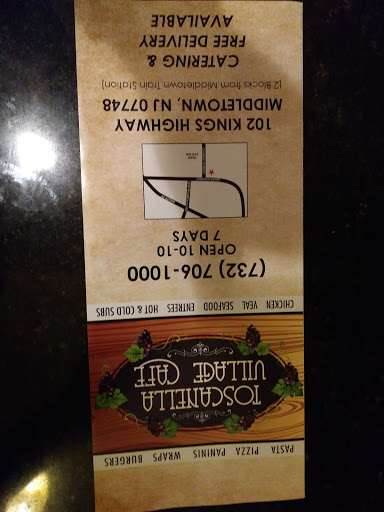 PASTA PIZZA PANINIS WRAPS BURGERS
TOSCANELLA
VILLAGE CAFE
CHICKEN VEAL SEAFOOD ENTREES HOT & COLD SUBS
(732) 706-1000
OPEN 10-10
7 DAYS
102 KINGS HIGHWAY
MIDDLETOWN, NJ 07748
(2 Blocks from Middletown Train Station)
CATERING &
FREE DELIVERY
AVAILABLE